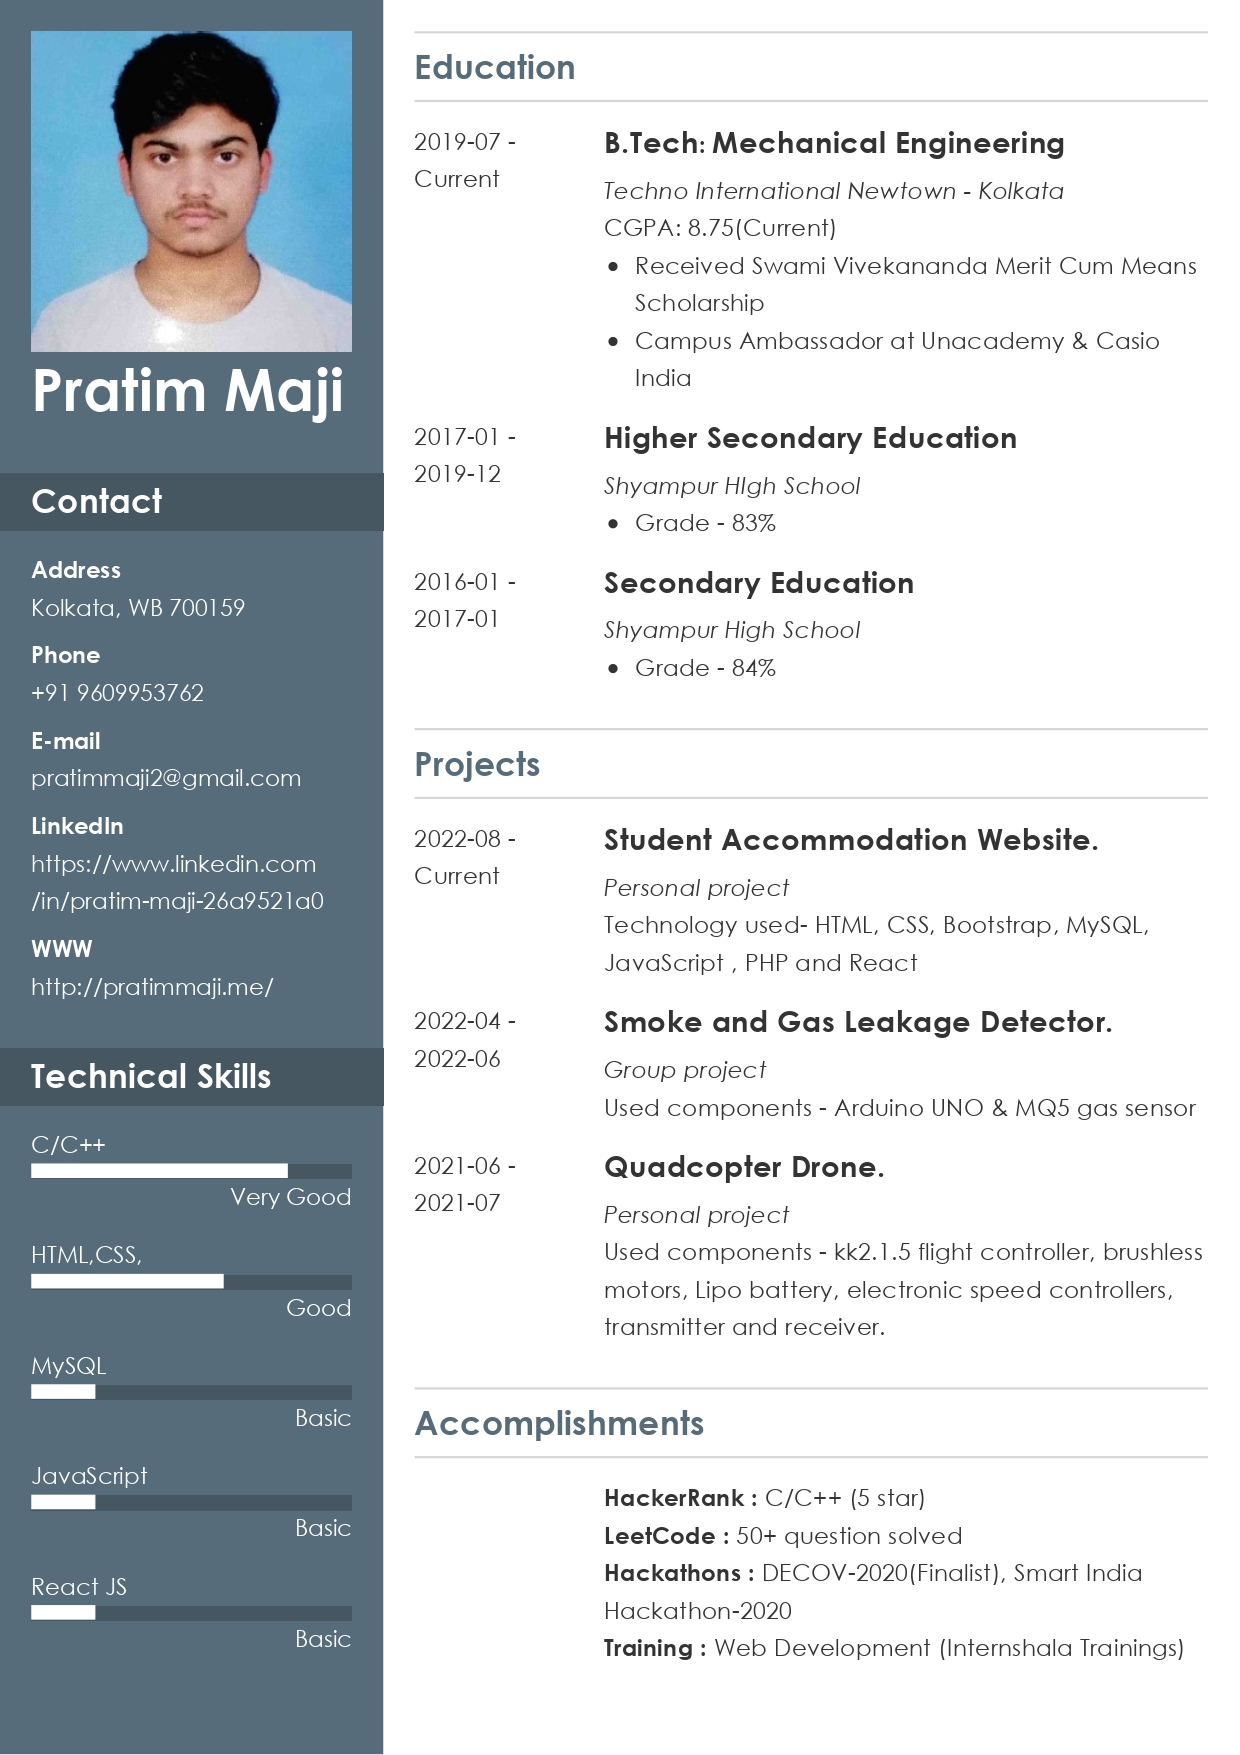 Pratim Maji
Contact
Address
Kolkata, WB 700159
Phone
+91 9609953762
E-mail
pratimmaji2@gmail.com
LinkedIn
https://www.linkedin.com
/in/pratim-maji-26a9521a0
WWW
http://pratimmaji.me/
Technical Skills
C/C++
Very Good
HTML,CSS,
Good
MySQL
Basic
JavaScript
Basic
React JS
Basic
Education
2019-07 -
Current
B.Tech: Mechanical Engineering
Techno International Newtown - Kolkata
CGPA: 8.75(Current)
• Received Swami Vivekananda Merit Cum Means
Scholarship
• Campus Ambassador at Unacademy & Casio
India
2017-01 -
2019-12
Higher Secondary Education
Shyampur HIgh School
• Grade - 83%
2016-01 -
2017-01
Secondary Education
Shyampur High School
• Grade - 84%
Projects
2022-08 -
Current
Student Accommodation Website.
Personal project
Technology used- HTML, CSS, Bootstrap, MySQL,
JavaScript , PHP and React
2022-04 -
2022-06
Smoke and Gas Leakage Detector.
Group project
Used components - Arduino UNO & MQ5 gas sensor
2021-06 -
2021-07
Quadcopter Drone.
Personal project
Used components - kk2.1.5 flight controller, brushless
motors, Lipo battery, electronic speed controllers,
transmitter and receiver.
Accomplishments
HackerRank : C/C++ (5 star)
LeetCode : 50+ question solved
Hackathons : DECOV-2020(Finalist), Smart India
Hackathon-2020
Training : Web Development (Internshala Trainings)